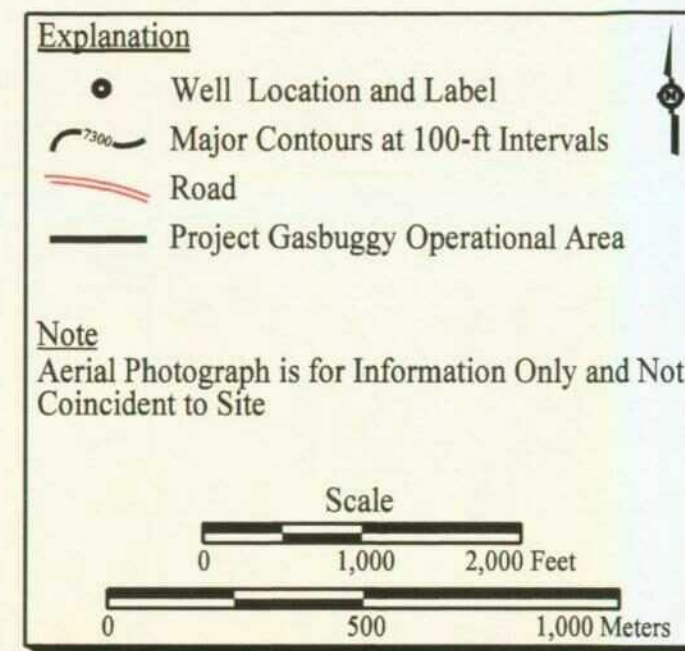 Explanation
Well Location and Label
7300 Major Contours at 100-ft Intervals
Road
Project Gasbuggy Operational Area
Note
Aerial Photograph is for Information Only and Not
Coincident to Site
Scale
0 1,000 2,000 Feet
0 500 1,000 Meters
N